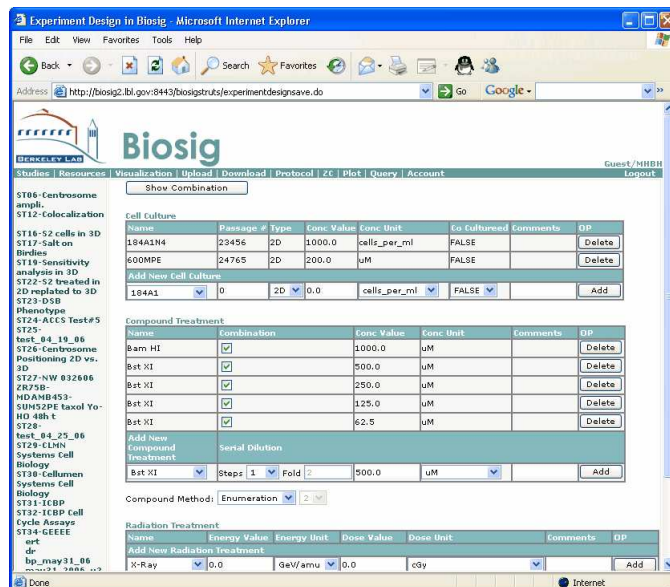 Experiment Design in Biosig - Microsoft Internet Explorer
File Edit View Favorites Tools Help
Back Search Favorites
Address http://biosig2.lbl.gov:8443/biosigstruts/experimentdesignsave.do Go Google
BERKELEY LAB
Biosig
Guest/MHBH
Studies | Resources | Visualization | Upload | Download | Protocol | ZC | Plot | Query | Account Logout
ST06-Centrosome
ampli.
ST12-Colocalization
ST16-S2 cells in 3D
ST17-Salt on
Birdies
ST19-Sensitivity
analysis in 3D
ST22-S2 treated in
2D replated to 3D
ST23-DSB
Phenotype
ST24-ACCS Test#5
ST25-
test_04_19_06
ST26-Centrosome
Positioning 2D vs.
3D
ST27-NW 032606
ZR75B-
MDAMB453-
SUM52PE taxol Yo-
HO 48h t
ST28-
test_04_25_06
ST29-CLMN
Systems Cell
Biology
ST30-Cellumen
Systems Cell
Biology
ST31-ICBP
ST32-ICBP Cell
Cycle Assays
ST34-GEEEE
ert
dr
bp_may31_06
Show Combination
Cell Culture
Name Passage # Type Conc Value Conc Unit Co Cultureed Comments OP
184A1N4 23456 2D 1000.0 cells_per_ml FALSE Delete
600MPE 24765 2D 200.0 uM FALSE Delete
Add New Cell Culture
184A1 0 2D 0.0 cells_per_ml FALSE Add
Compound Treatment
Name Combination Conc Value Conc Unit Comments OP
Bam HI 1000.0 uM Delete
Bst XI 500.0 uM Delete
Bst XI 250.0 uM Delete
Bst XI 125.0 uM Delete
Bst XI 62.5 uM Delete
Add New
Compound
Treatment
Serial Dilution
Bst XI Steps 1 Fold 2 500.0 uM Add
Compound Method: Enumeration 2
Radiation Treatment
Name Energy Value Energy Unit Dose Value Dose Unit Comments OP
Add New Radiation Treatment
X-Ray 0.0 GeV/amu 0.0 cGy Add
Done Internet